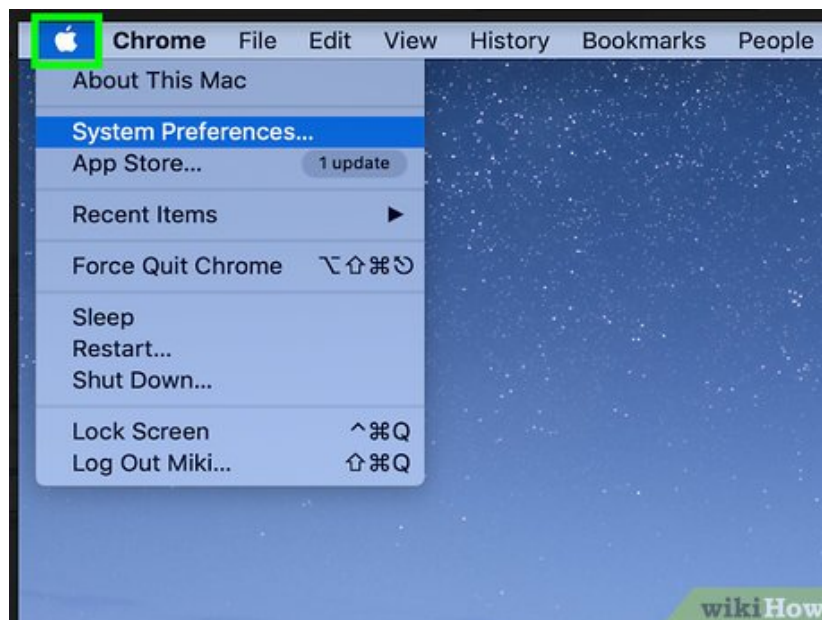 Chrome File Edit View History Bookmarks People
About This Mac
System Preferences...
App Store... 1 update
Recent Items ▶
Force Quit Chrome ⌥⇧⌘⎋
Sleep
Restart...
Shut Down...
Lock Screen ^⌘Q
Log Out Miki... ⇧⌘Q
wikiHow